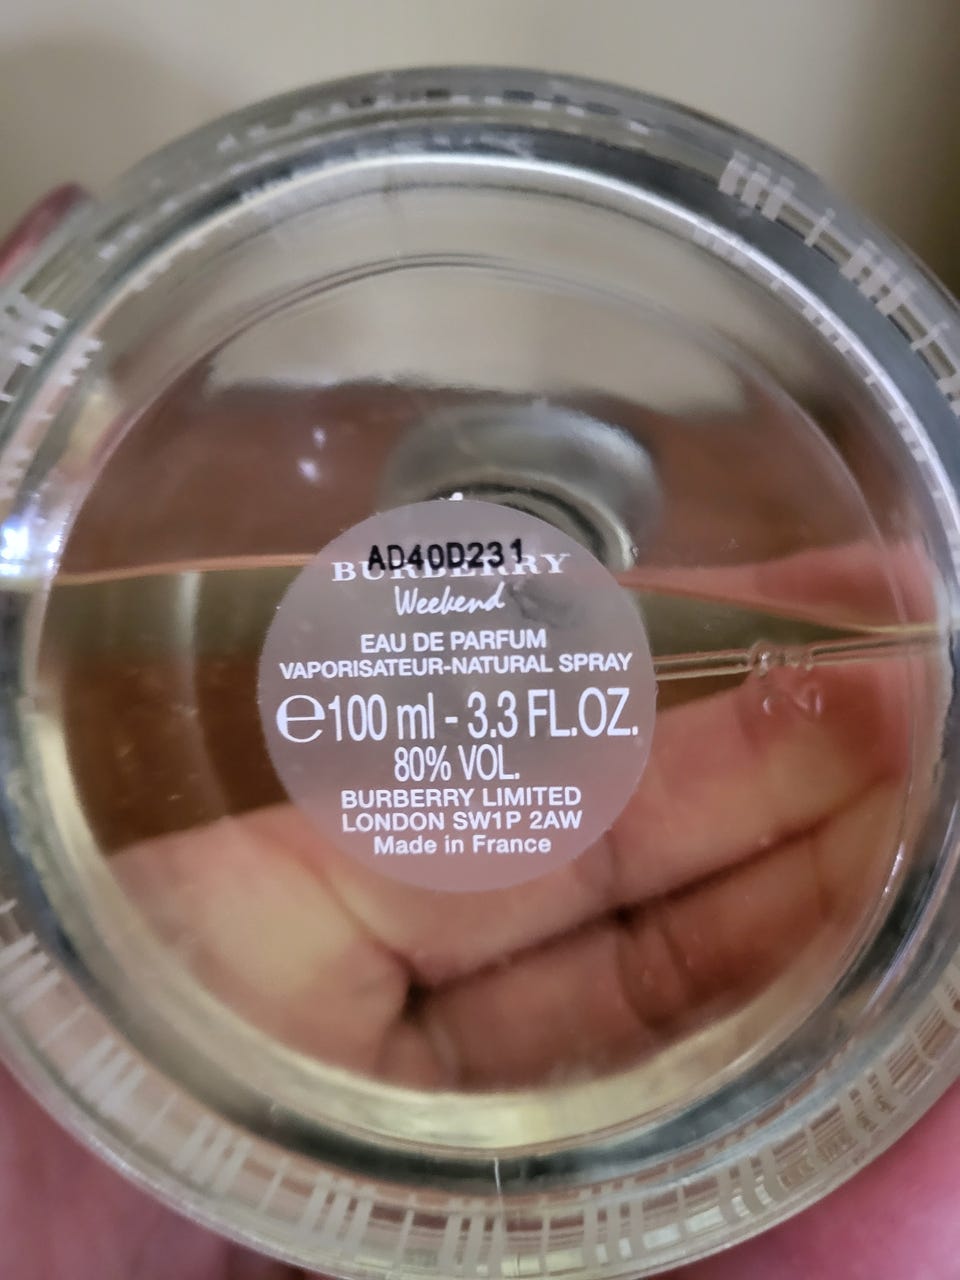 AD40D231
BURBERRY
Weekend
EAU DE PARFUM
VAPORISATEUR-NATURAL SPRAY
℮100 ml - 3.3 FL.OZ.
80% VOL.
BURBERRY LIMITED
LONDON SW1P 2AW
Made in France